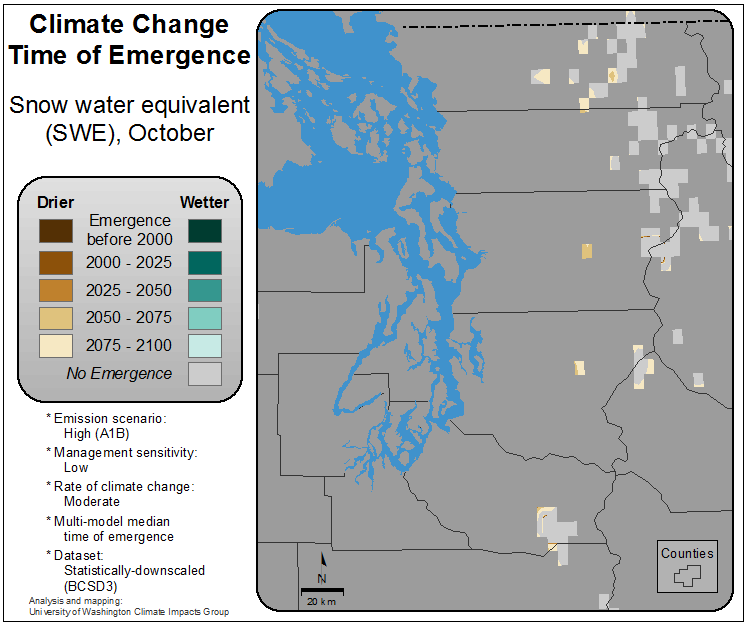 Climate Change
Time of Emergence
Snow water equivalent
(SWE), October
Drier
Wetter
Emergence
before 2000
2000 - 2025
2025 - 2050
2050 - 2075
2075 - 2100
No Emergence
* Emission scenario:
High (A1B)
* Management sensitivity:
Low
* Rate of climate change:
Moderate
* Multi-model median
time of emergence
* Dataset:
Statistically-downscaled
(BCSD3)
Analysis and mapping:
University of Washington Climate Impacts Group
N
20 km
Counties